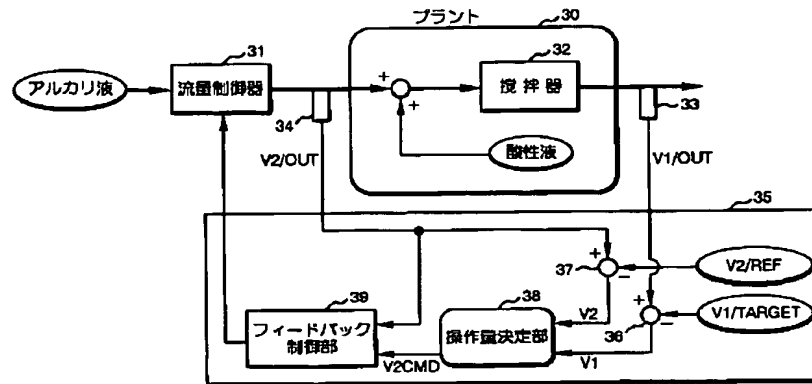 プラント
30
31
32
アルカリ液
流量制御器
+
-
+
攪拌器
33
34
酸性液
V2/OUT
V1/OUT
35
+
37
-
V2/REF
39
38
V2
+
-
V1/TARGET
36
フィードバック
制御部
操作量決定部
V2CMD
V1